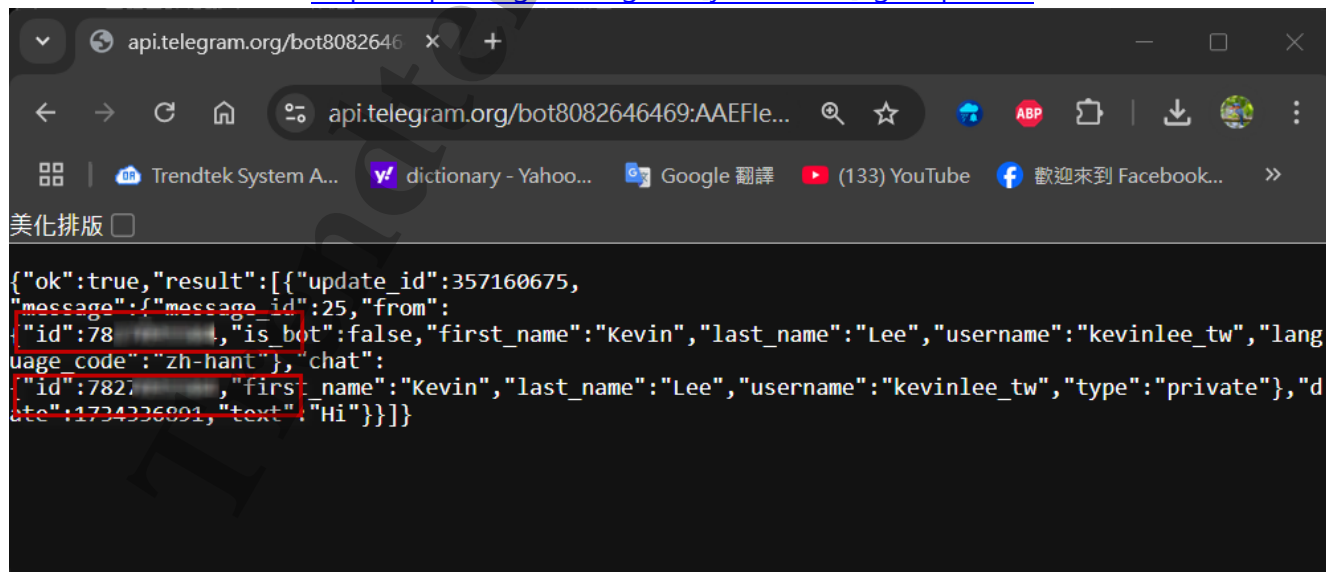 api.telegram.org/bot8082646
api.telegram.org/bot8082646469:AAEFIe...
ABP
Trendtek System A... dictionary - Yahoo... Google 翻譯 (133) YouTube 歡迎來到 Facebook...
美化排版
{"ok":true,"result":[{"update_id":357160675,
"message":{"message_id":25,"from":
{"id":78 4,"is_bot":false,"first_name":"Kevin","last_name":"Lee","username":"kevinlee_tw","lang
uage_code":"zh-hant"},"chat":
{"id":7827 ,"first_name":"Kevin","last_name":"Lee","username":"kevinlee_tw","type":"private"},"d
ate":1734336891,"text":"Hi"}}]}